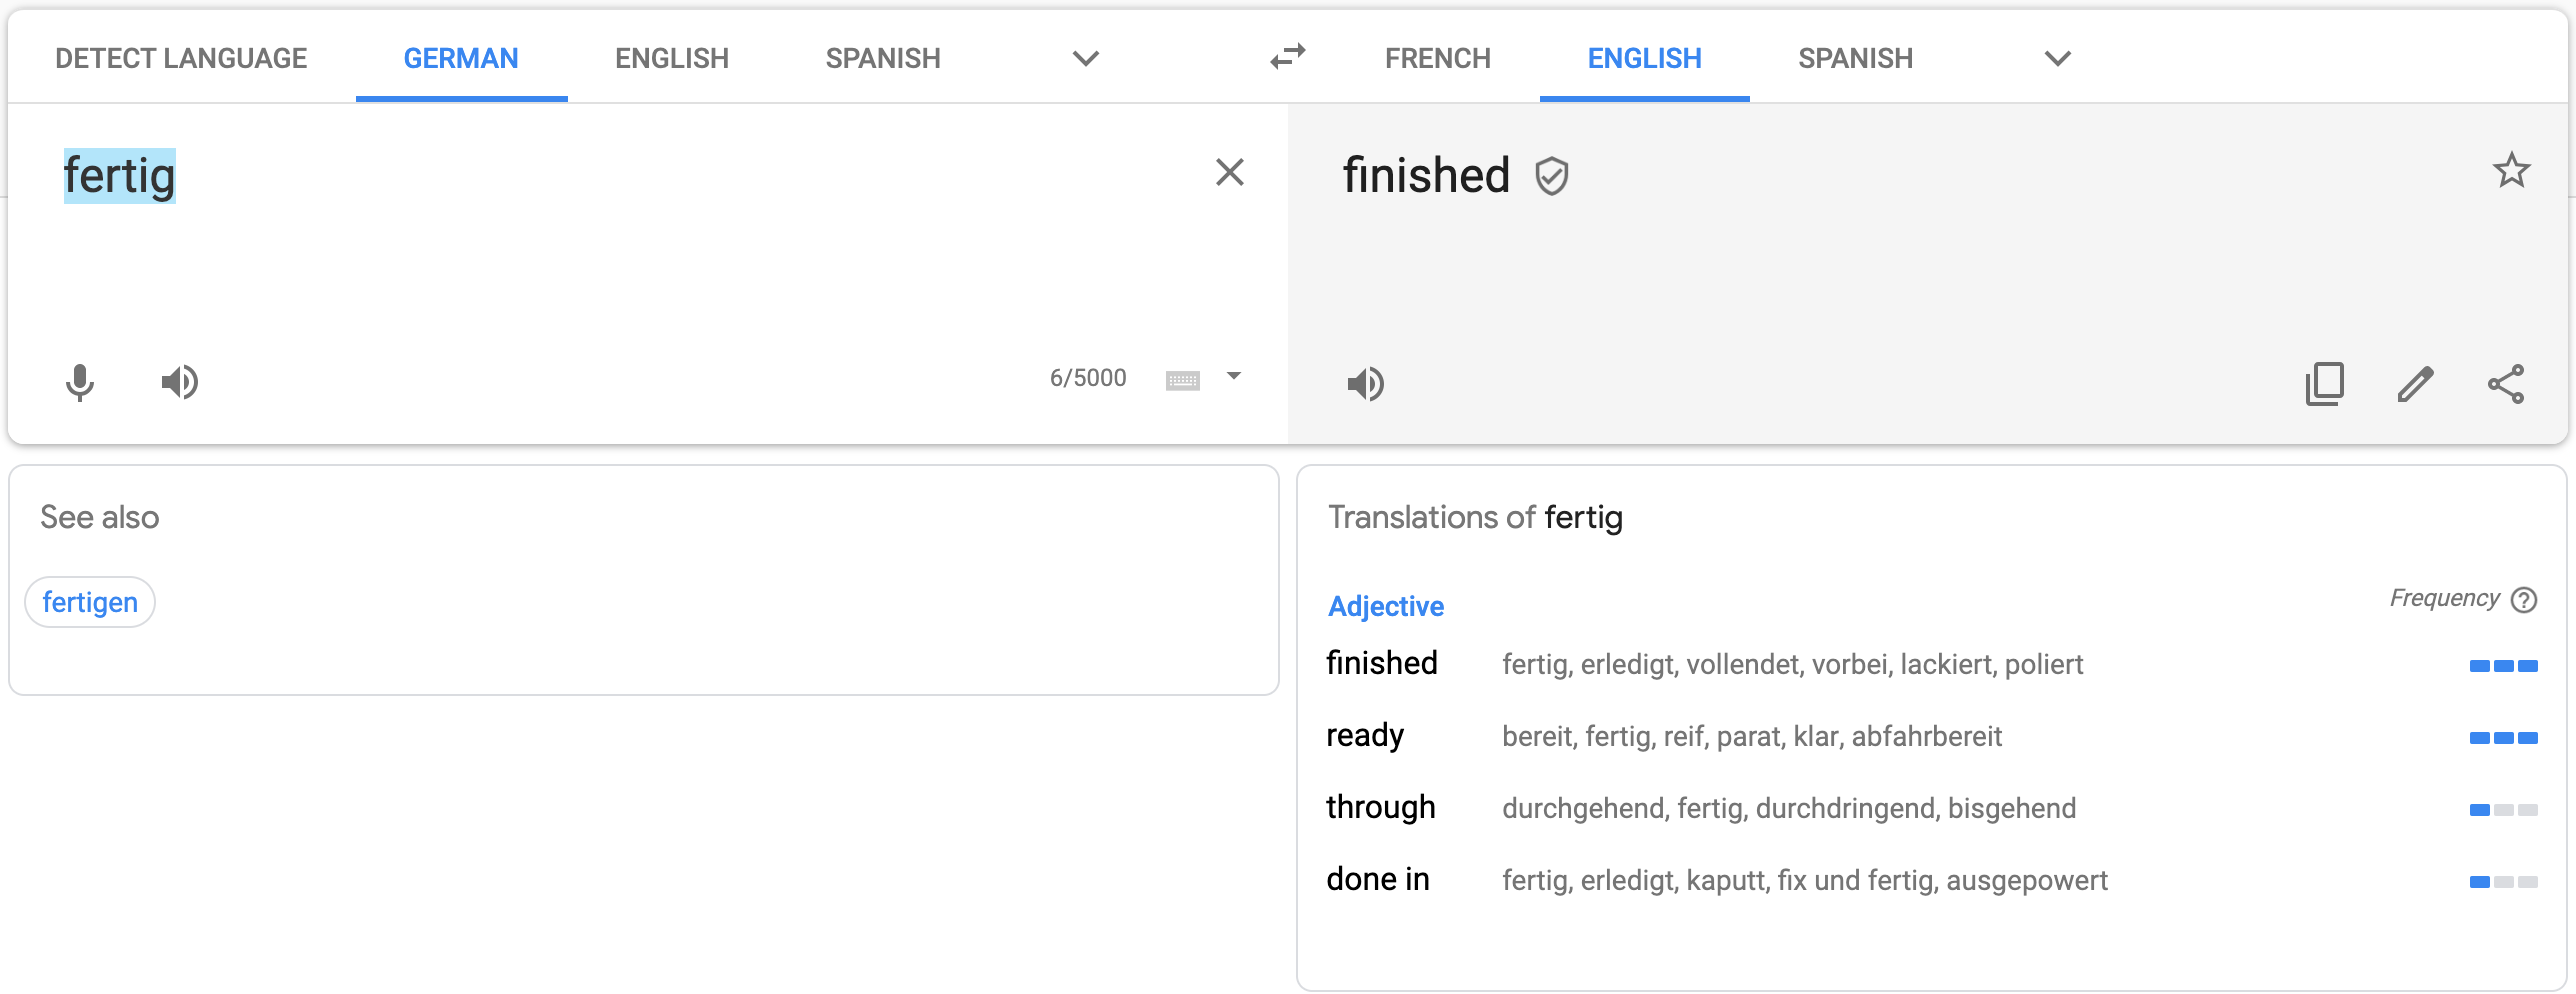 DETECT LANGUAGE GERMAN ENGLISH SPANISH FRENCH ENGLISH SPANISH
fertig
6/5000
finished
See also
fertigen
Translations of fertig
Adjective Frequency ?
finished fertig, erledigt, vollendet, vorbei, lackiert, poliert
ready bereit, fertig, reif, parat, klar, abfahrbereit
through durchgehend, fertig, durchdringend, bisgehend
done in fertig, erledigt, kaputt, fix und fertig, ausgepowert